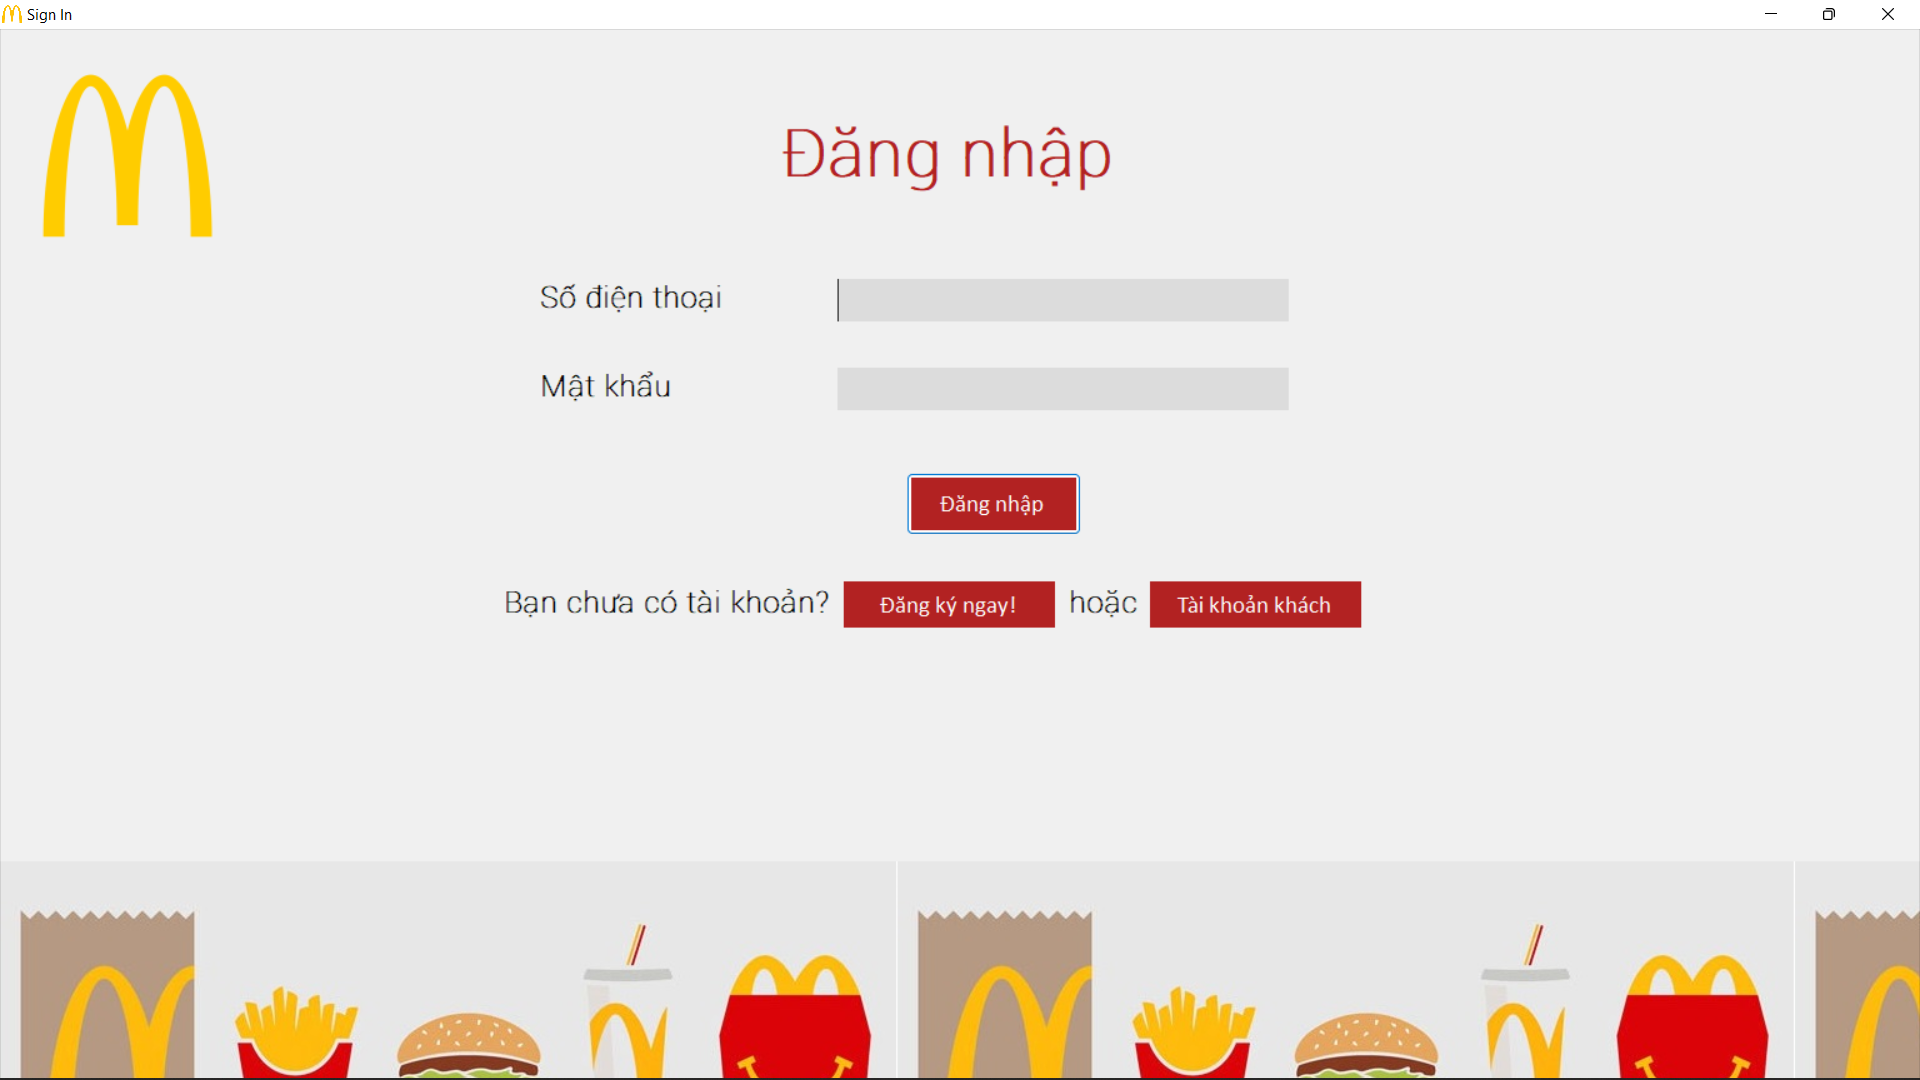 Sign In
Đăng nhập
Số điện thoại
Mật khẩu
Đăng nhập
Bạn chưa có tài khoản? Đăng ký ngay! hoặc Tài khoản khách